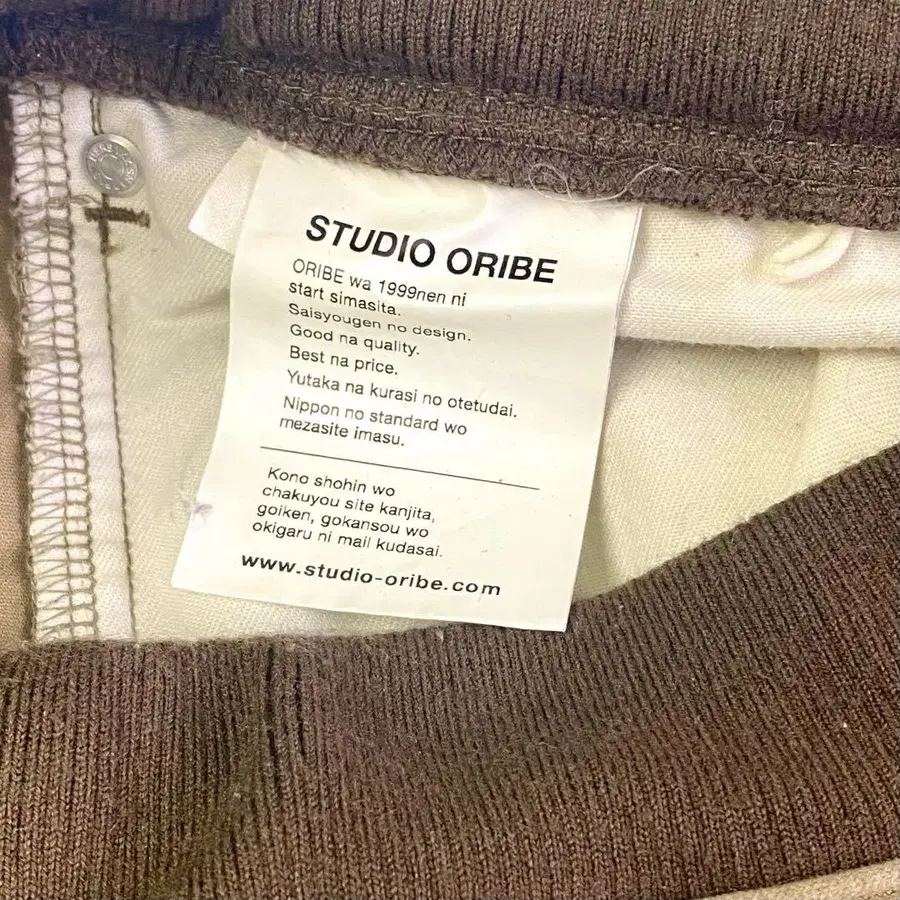 STUDIO ORIBE
ORIBE wa 1999nen ni
start simasita.
Saisyougen no design.
Good na quality.
Best na price.
Yutaka na kurasi no otetudai.
Nippon no standard wo
mezasite imasu.
Kono shohin wo
chakuyou site kanjita,
goiken, gokansou wo
okigaru ni mail kudasai.
www.studio-oribe.com